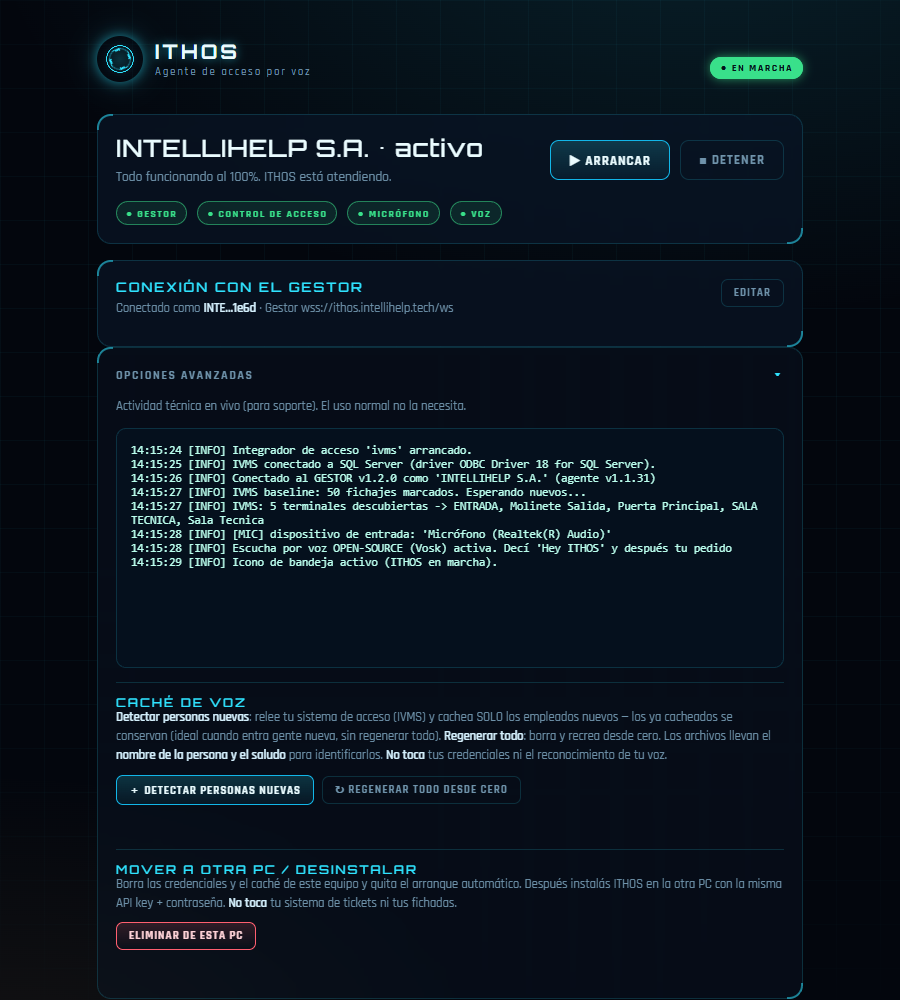 ITHOS
Agente de acceso por voz
● EN MARCHA
INTELLIHELP S.A. · activo
Todo funcionando al 100%. ITHOS está atendiendo.
▶ ARRANCAR
■ DETENER
● GESTOR
● CONTROL DE ACCESO
● MICRÓFONO
● VOZ
CONEXIÓN CON EL GESTOR
Conectado como INTE…1e6d · Gestor wss://ithos.intellihelp.tech/ws
EDITAR
OPCIONES AVANZADAS
Actividad técnica en vivo (para soporte). El uso normal no la necesita.
14:15:24 [INFO] Integrador de acceso 'ivms' arrancado.
14:15:25 [INFO] IVMS conectado a SQL Server (driver ODBC Driver 18 for SQL Server).
14:15:26 [INFO] Conectado al GESTOR v1.2.0 como 'INTELLIHELP S.A.' (agente v1.1.31)
14:15:27 [INFO] IVMS baseline: 50 fichajes marcados. Esperando nuevos...
14:15:27 [INFO] IVMS: 5 terminales descubiertas -> ENTRADA, Molinete Salida, Puerta Principal, SALA
TECNICA, Sala Tecnica
14:15:28 [INFO] [MIC] dispositivo de entrada: 'Micrófono (Realtek(R) Audio)'
14:15:28 [INFO] Escucha por voz OPEN-SOURCE (Vosk) activa. Decí 'Hey ITHOS' y después tu pedido
14:15:29 [INFO] Icono de bandeja activo (ITHOS en marcha).
CACHÉ DE VOZ
Detectar personas nuevas: relee tu sistema de acceso (IVMS) y cachea SOLO los empleados nuevos — los ya cacheados se
conservan (ideal cuando entra gente nueva, sin regenerar todo). Regenerar todo: borra y recrea desde cero. Los archivos llevan el
nombre de la persona y el saludo para identificarlos. No toca tus credenciales ni el reconocimiento de tu voz.
+ DETECTAR PERSONAS NUEVAS
↻ REGENERAR TODO DESDE CERO
MOVER A OTRA PC / DESINSTALAR
Borra las credenciales y el caché de este equipo y quita el arranque automático. Después instalás ITHOS en la otra PC con la misma
API key + contraseña. No toca tu sistema de tickets ni tus fichadas.
ELIMINAR DE ESTA PC